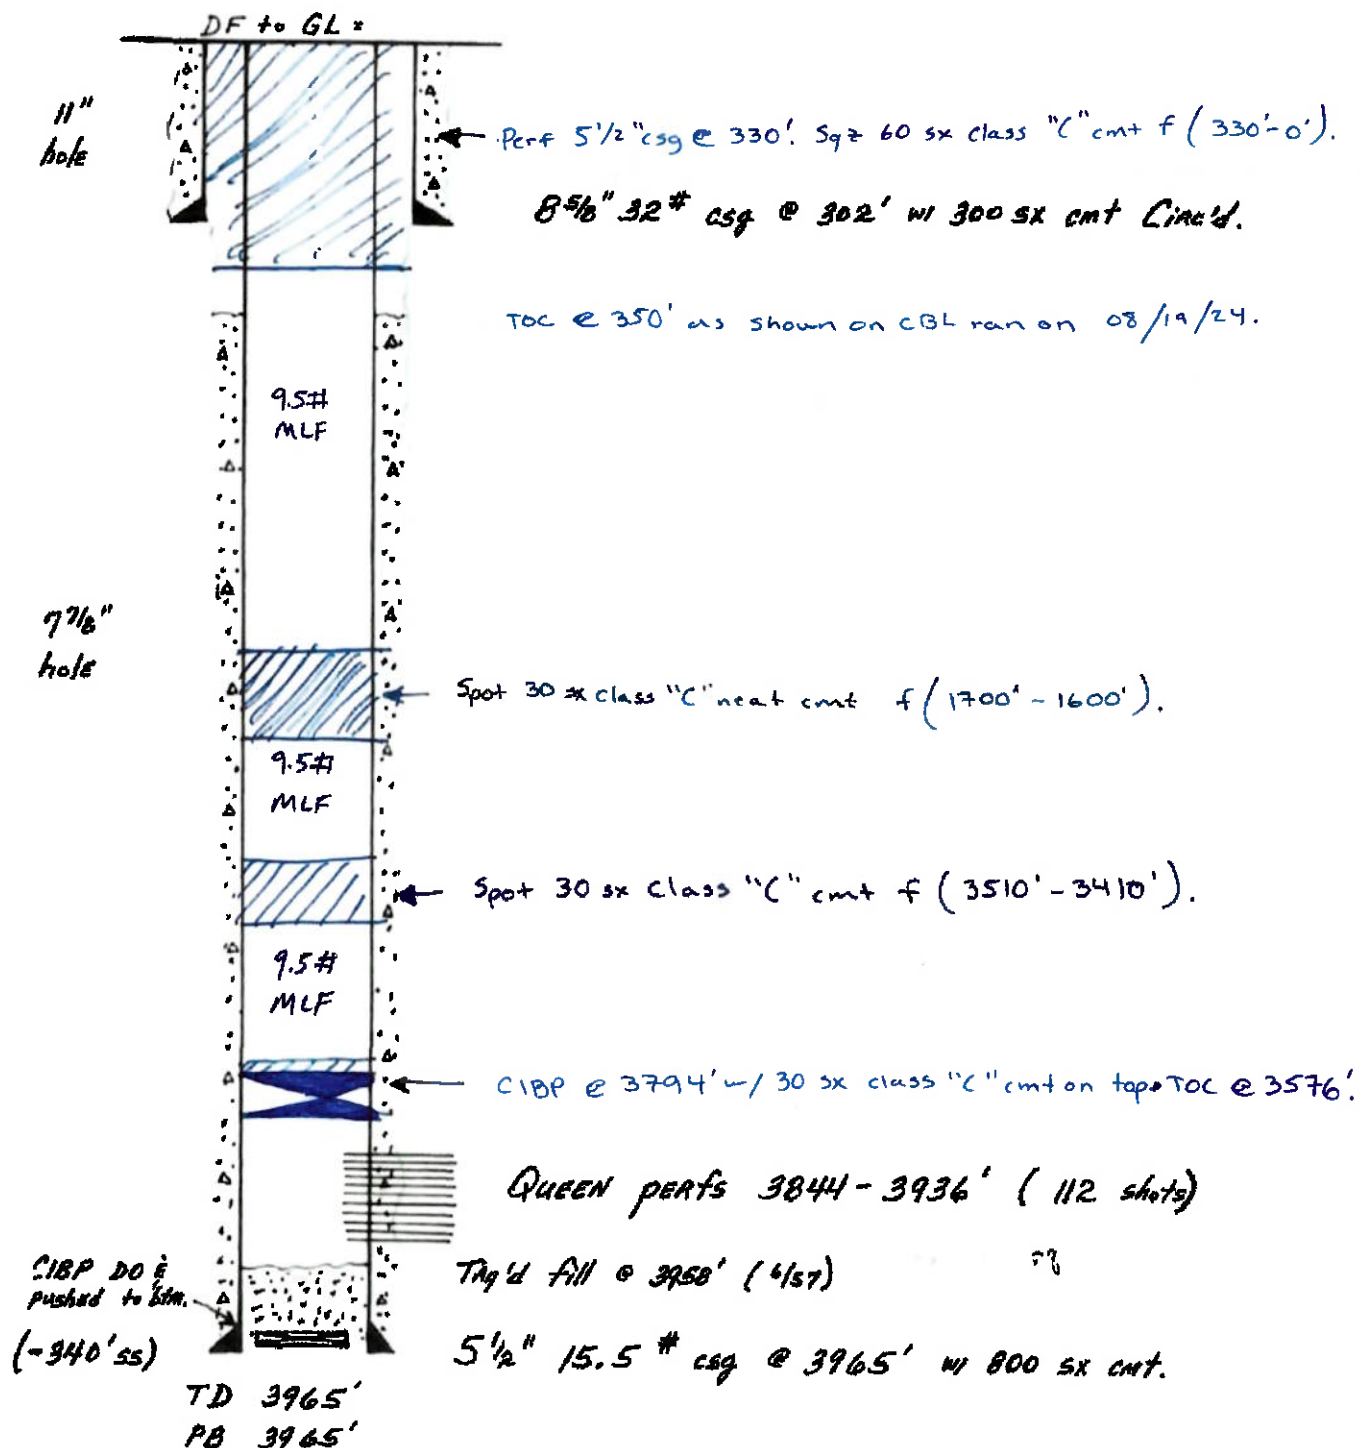 DF to GL =
11"
hole
Perf 5 1/2" csg @ 330'. Sqz 60 sx class "C" cmt f (330'-0').
8 5/8" 32# csg @ 302' w/ 300 sx cmt Circ'd.
TOC @ 350' as shown on CBL ran on 08/19/24.
9.5#
MLF
7 7/8"
hole
Spot 30 sx class "C" neat cmt f (1700' - 1600').
9.5#
MLF
Spot 30 sx class "C" cmt f (3510' - 3410').
9.5#
MLF
CIBP @ 3794' w/ 30 sx class "C" cmt on top. TOC @ 3576'.
QUEEN PERFS 3844 - 3936' (112 shots)
CIBP DO &
pushed to btm.
Tag'd fill @ 3958' (6/57)
(-340' SS)
5 1/2" 15.5# csg @ 3965' w/ 800 sx cmt.
TD 3965'
PB 3965'